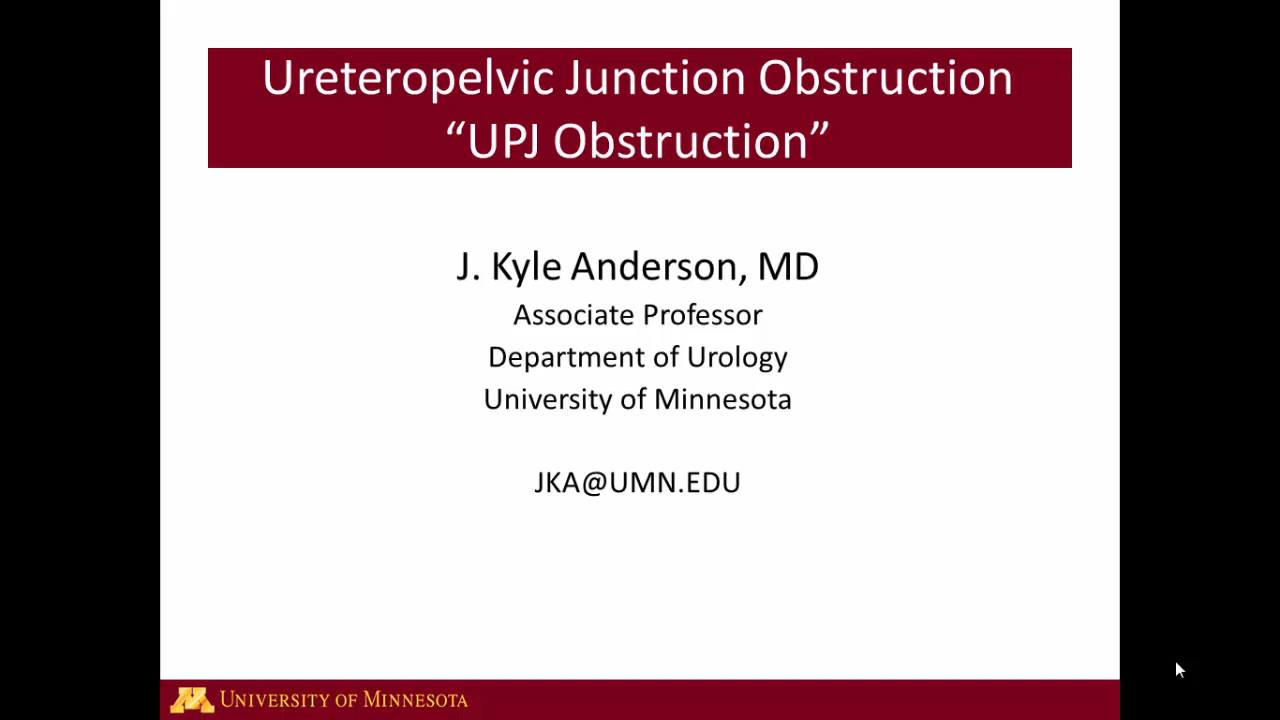 Ureteropelvic Junction Obstruction
“UPJ Obstruction”
J. Kyle Anderson, MD
Associate Professor
Department of Urology
University of Minnesota
JKA@UMN.EDU
M University of Minnesota